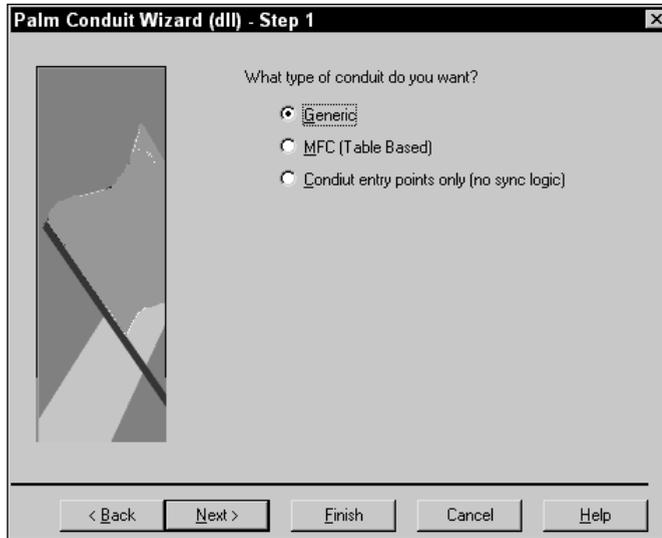 Palm Conduit Wizard (dll) - Step 1
What type of conduit do you want?
Generic
MFC (Table Based)
Condiut entry points only (no sync logic)
< Back Next > Finish Cancel Help